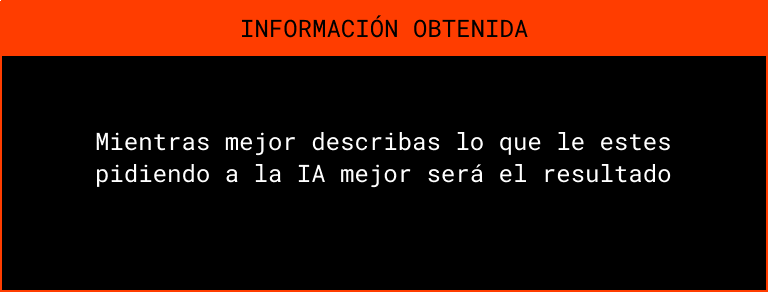 INFORMACIÓN OBTENIDA
Mientras mejor describas lo que le estes
pidiendo a la IA mejor será el resultado